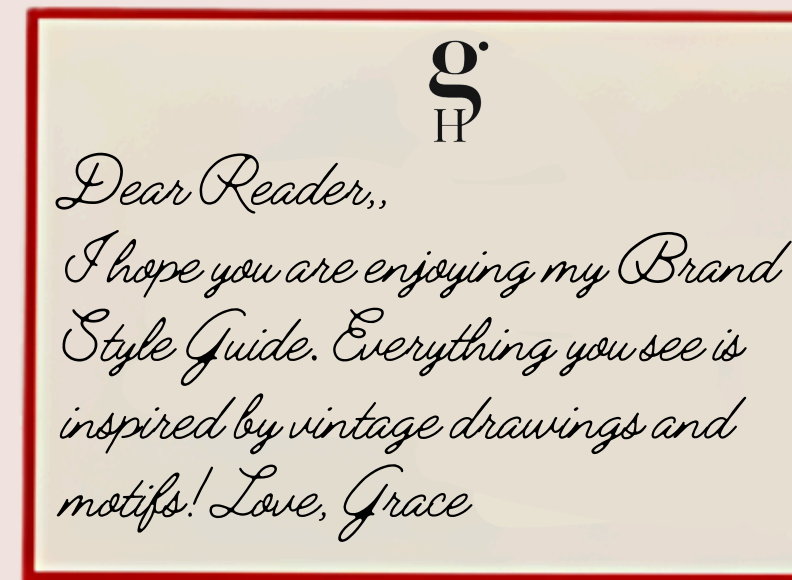 g
H
Dear Reader,,
I hope you are enjoying my Brand
Style Guide. Everything you see is
inspired by vintage drawings and
motifs! Love, Grace